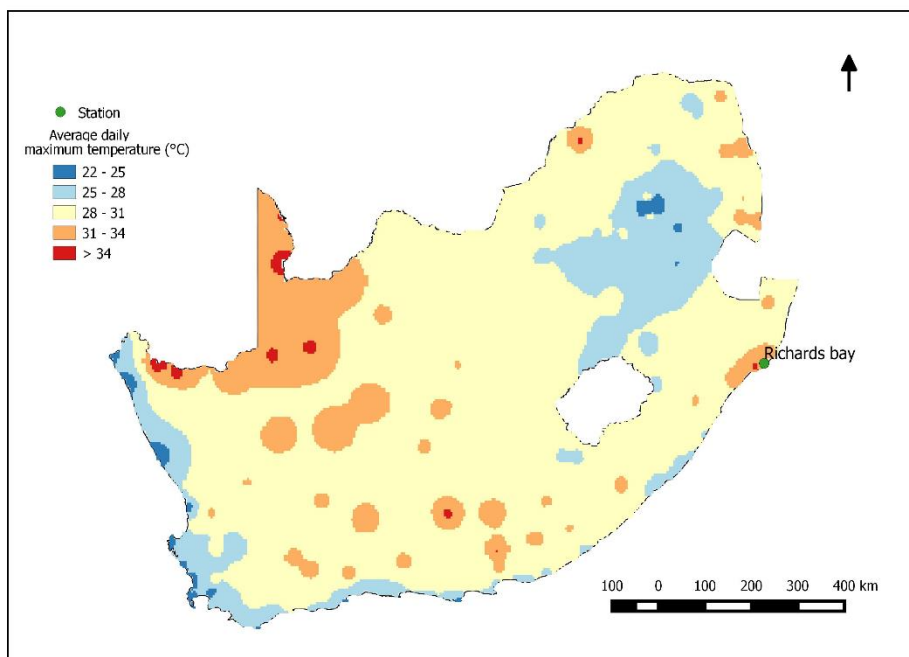 Station
Average daily
maximum temperature (°C)
22 - 25
25 - 28
28 - 31
31 - 34
> 34
Richards bay
100 0 100 200 300 400 km